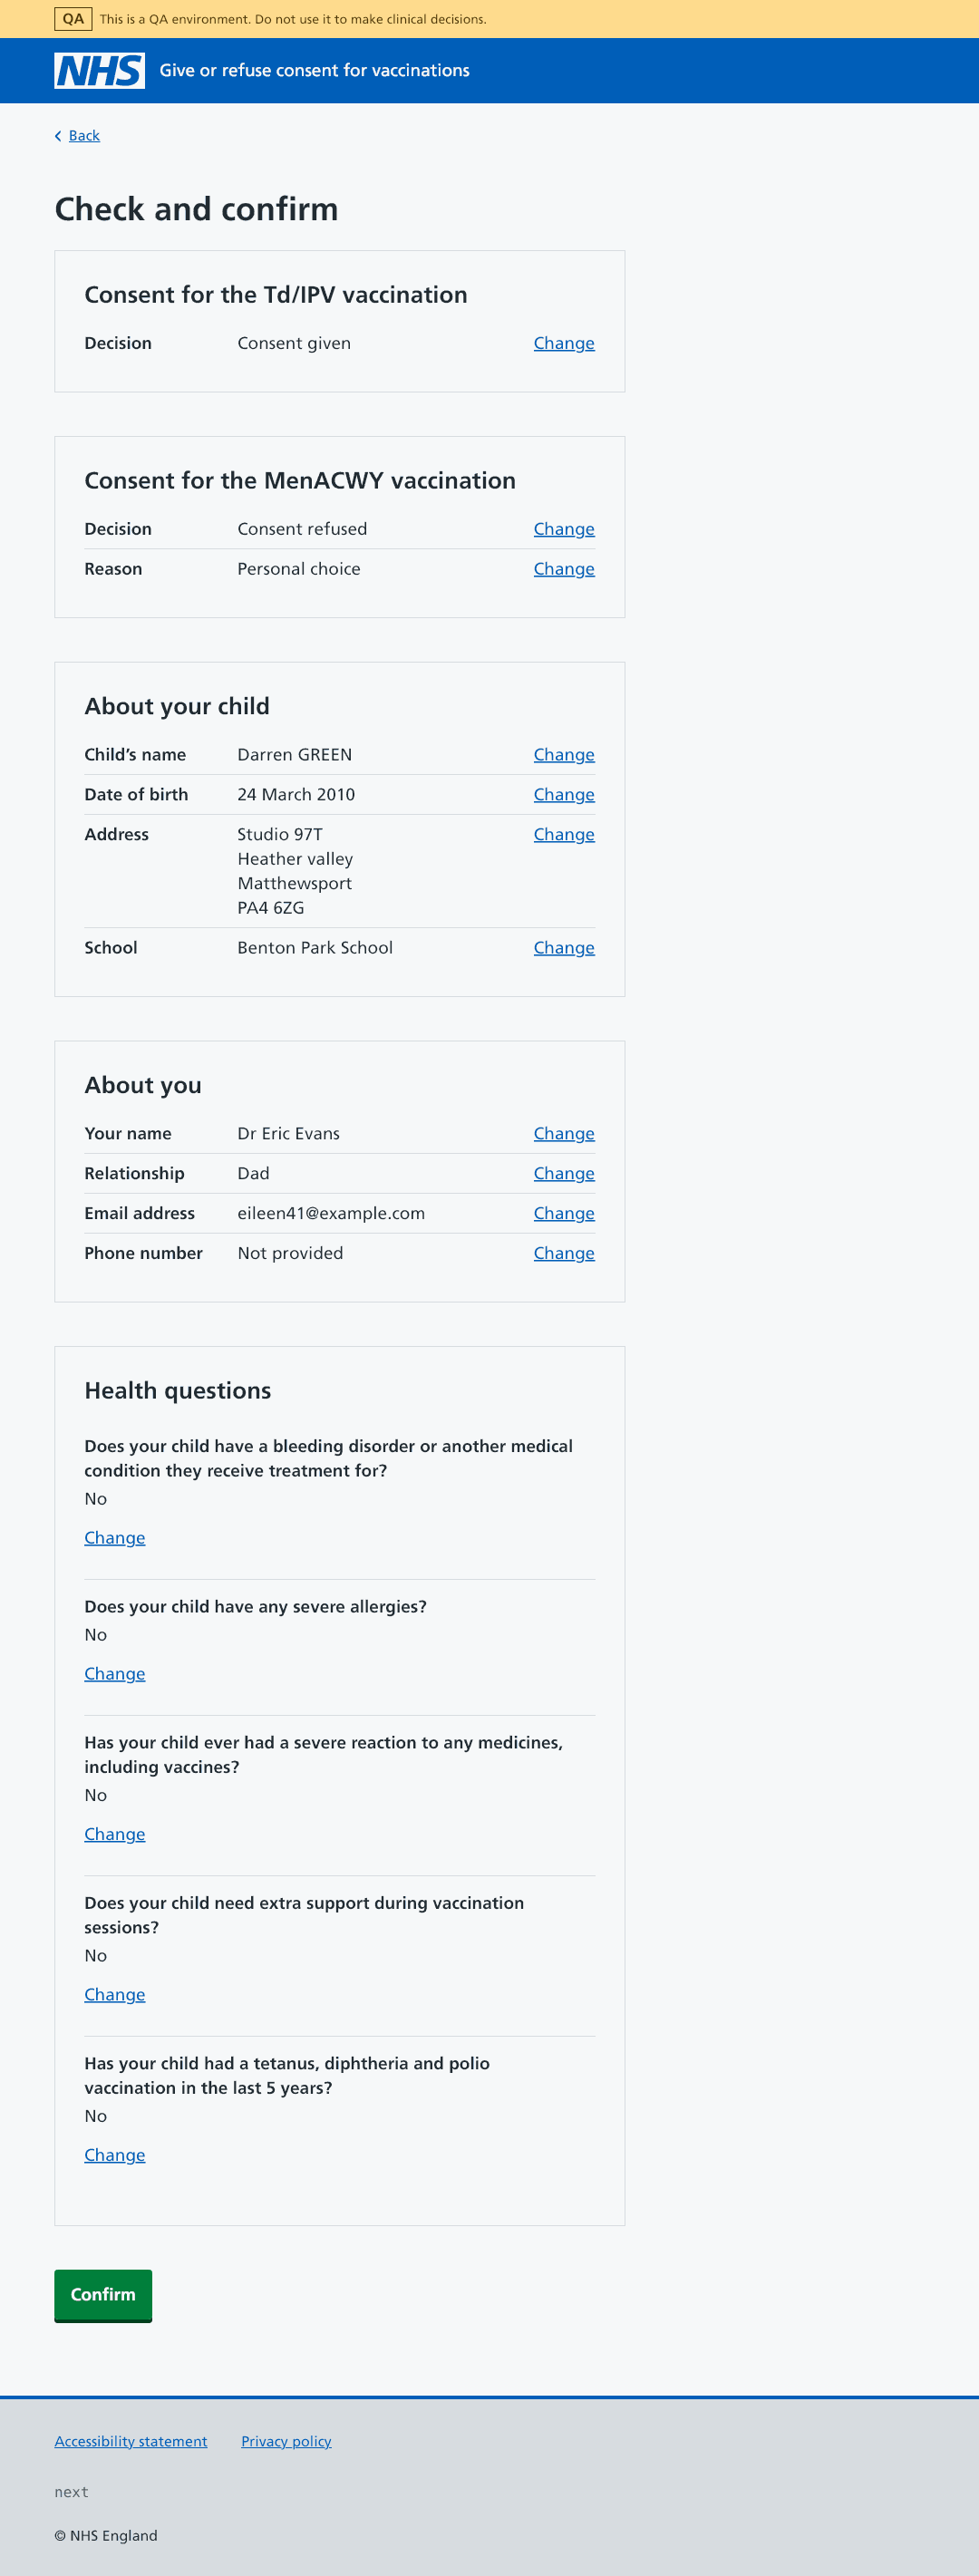 QA This is a QA environment. Do not use it to make clinical decisions.
NHS Give or refuse consent for vaccinations
Back
Check and confirm
Consent for the Td/IPV vaccination
Decision Consent given Change
Consent for the MenACWY vaccination
Decision Consent refused Change
Reason Personal choice Change
About your child
Child’s name Darren GREEN Change
Date of birth 24 March 2010 Change
Address Studio 97T Change
Heather valley
Matthewsport
PA4 6ZG
School Benton Park School Change
About you
Your name Dr Eric Evans Change
Relationship Dad Change
Email address eileen41@example.com Change
Phone number Not provided Change
Health questions
Does your child have a bleeding disorder or another medical
condition they receive treatment for?
No
Change
Does your child have any severe allergies?
No
Change
Has your child ever had a severe reaction to any medicines,
including vaccines?
No
Change
Does your child need extra support during vaccination
sessions?
No
Change
Has your child had a tetanus, diphtheria and polio
vaccination in the last 5 years?
No
Change
Confirm
Accessibility statement Privacy policy
next
© NHS England